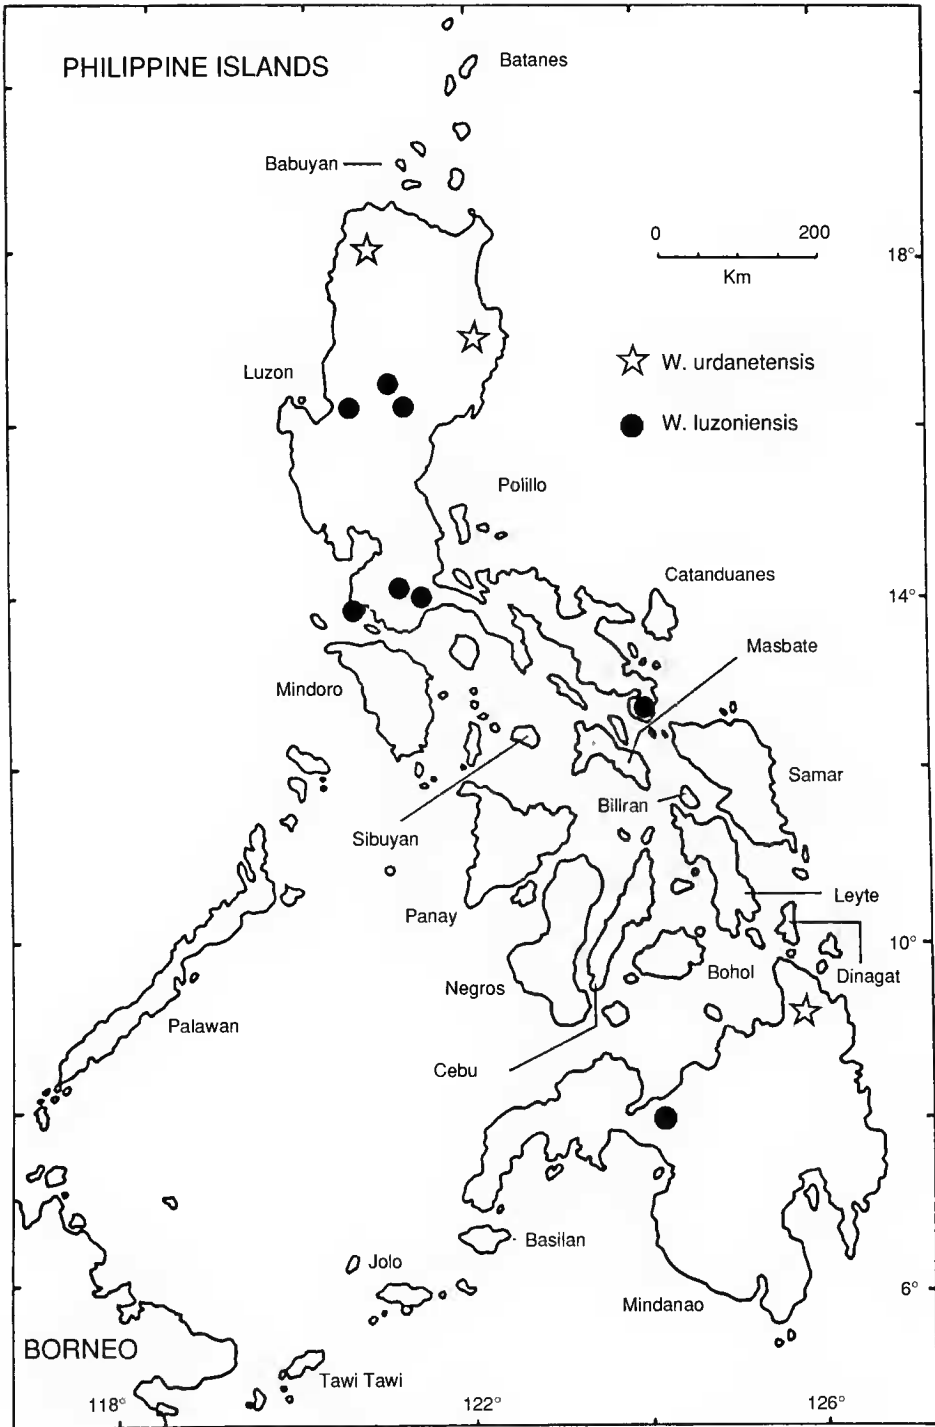 PHILIPPINE ISLANDS
Batanes
Babuyan
0 200
Km
18°
Luzon
W. urdanetensis
W. luzoniensis
Polillo
Catanduanes
14°
Masbate
Mindoro
Samar
Biliran
Sibuyan
Leyte
Panay
10°
Bohol
Dinagat
Negros
Palawan
Cebu
Basilan
Jolo
6°
Mindanao
BORNEO
Tawi Tawi
118° 122° 126°